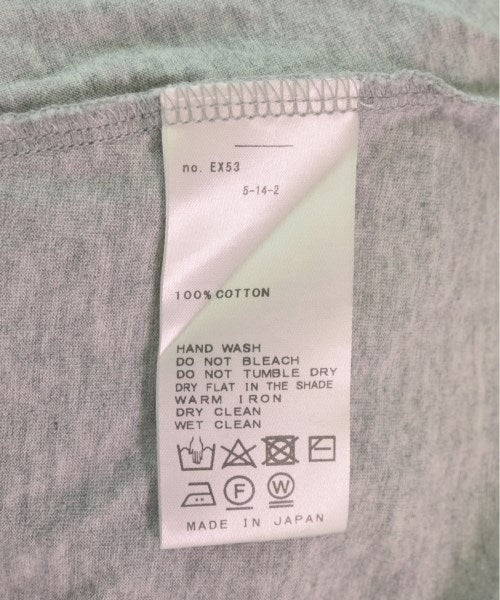 no. EX53
5-14-2
100% COTTON
HAND WASH
DO NOT BLEACH
DO NOT TUMBLE DRY
DRY FLAT IN THE SHADE
WARM IRON
DRY CLEAN
WET CLEAN
F W
MADE IN JAPAN